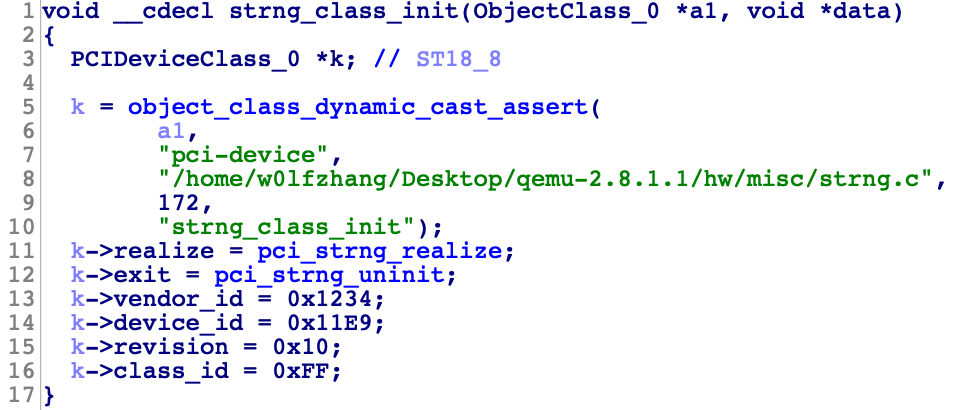 1 void __cdecl strng_class_init(ObjectClass_0 *a1, void *data)
2 {
3   PCIDeviceClass_0 *k; // ST18_8
4
5   k = object_class_dynamic_cast_assert(
6         a1,
7         "pci-device",
8         "/home/w0lfzhang/Desktop/qemu-2.8.1.1/hw/misc/strng.c",
9         172,
10         "strng_class_init");
11   k->realize = pci_strng_realize;
12   k->exit = pci_strng_uninit;
13   k->vendor_id = 0x1234;
14   k->device_id = 0x11E9;
15   k->revision = 0x10;
16   k->class_id = 0xFF;
17 }